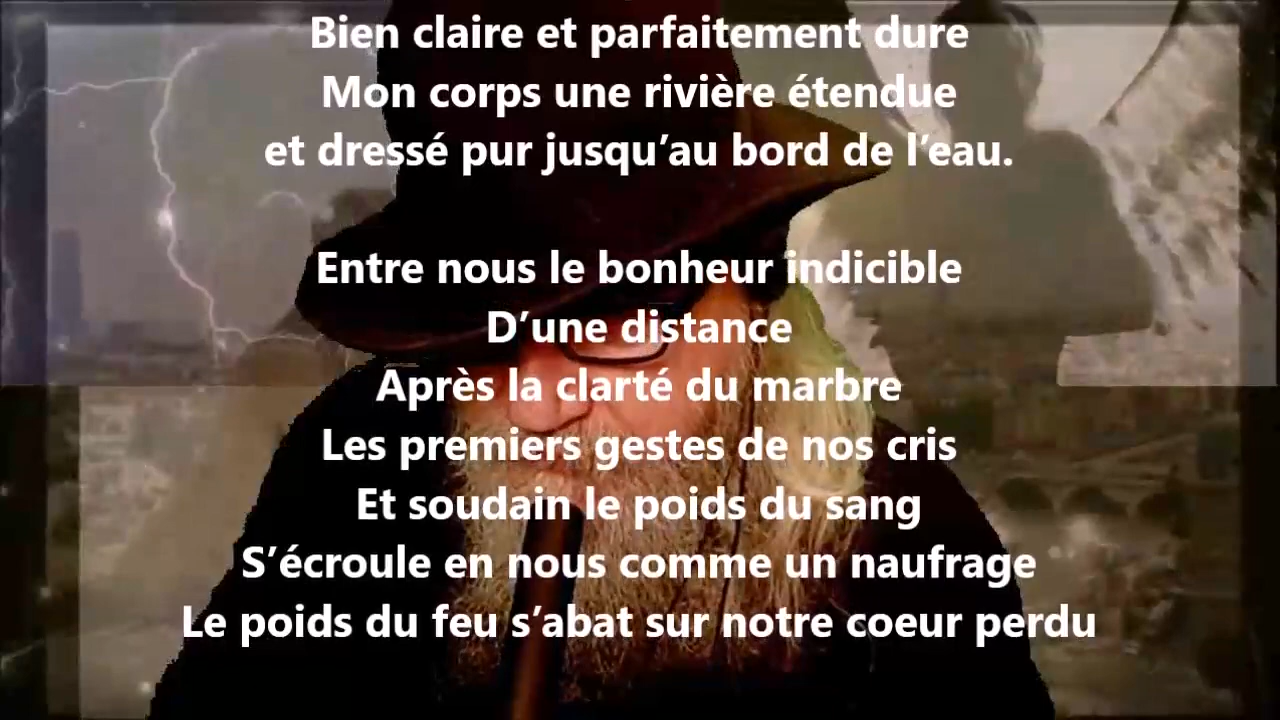 Bien claire et parfaitement dure
Mon corps une rivière étendue
et dressé pur jusqu’au bord de l’eau.
Entre nous le bonheur indicible
D’une distance
Après la clarté du marbre
Les premiers gestes de nos cris
Et soudain le poids du sang
S’écroule en nous comme un naufrage
Le poids du feu s’abat sur notre coeur perdu